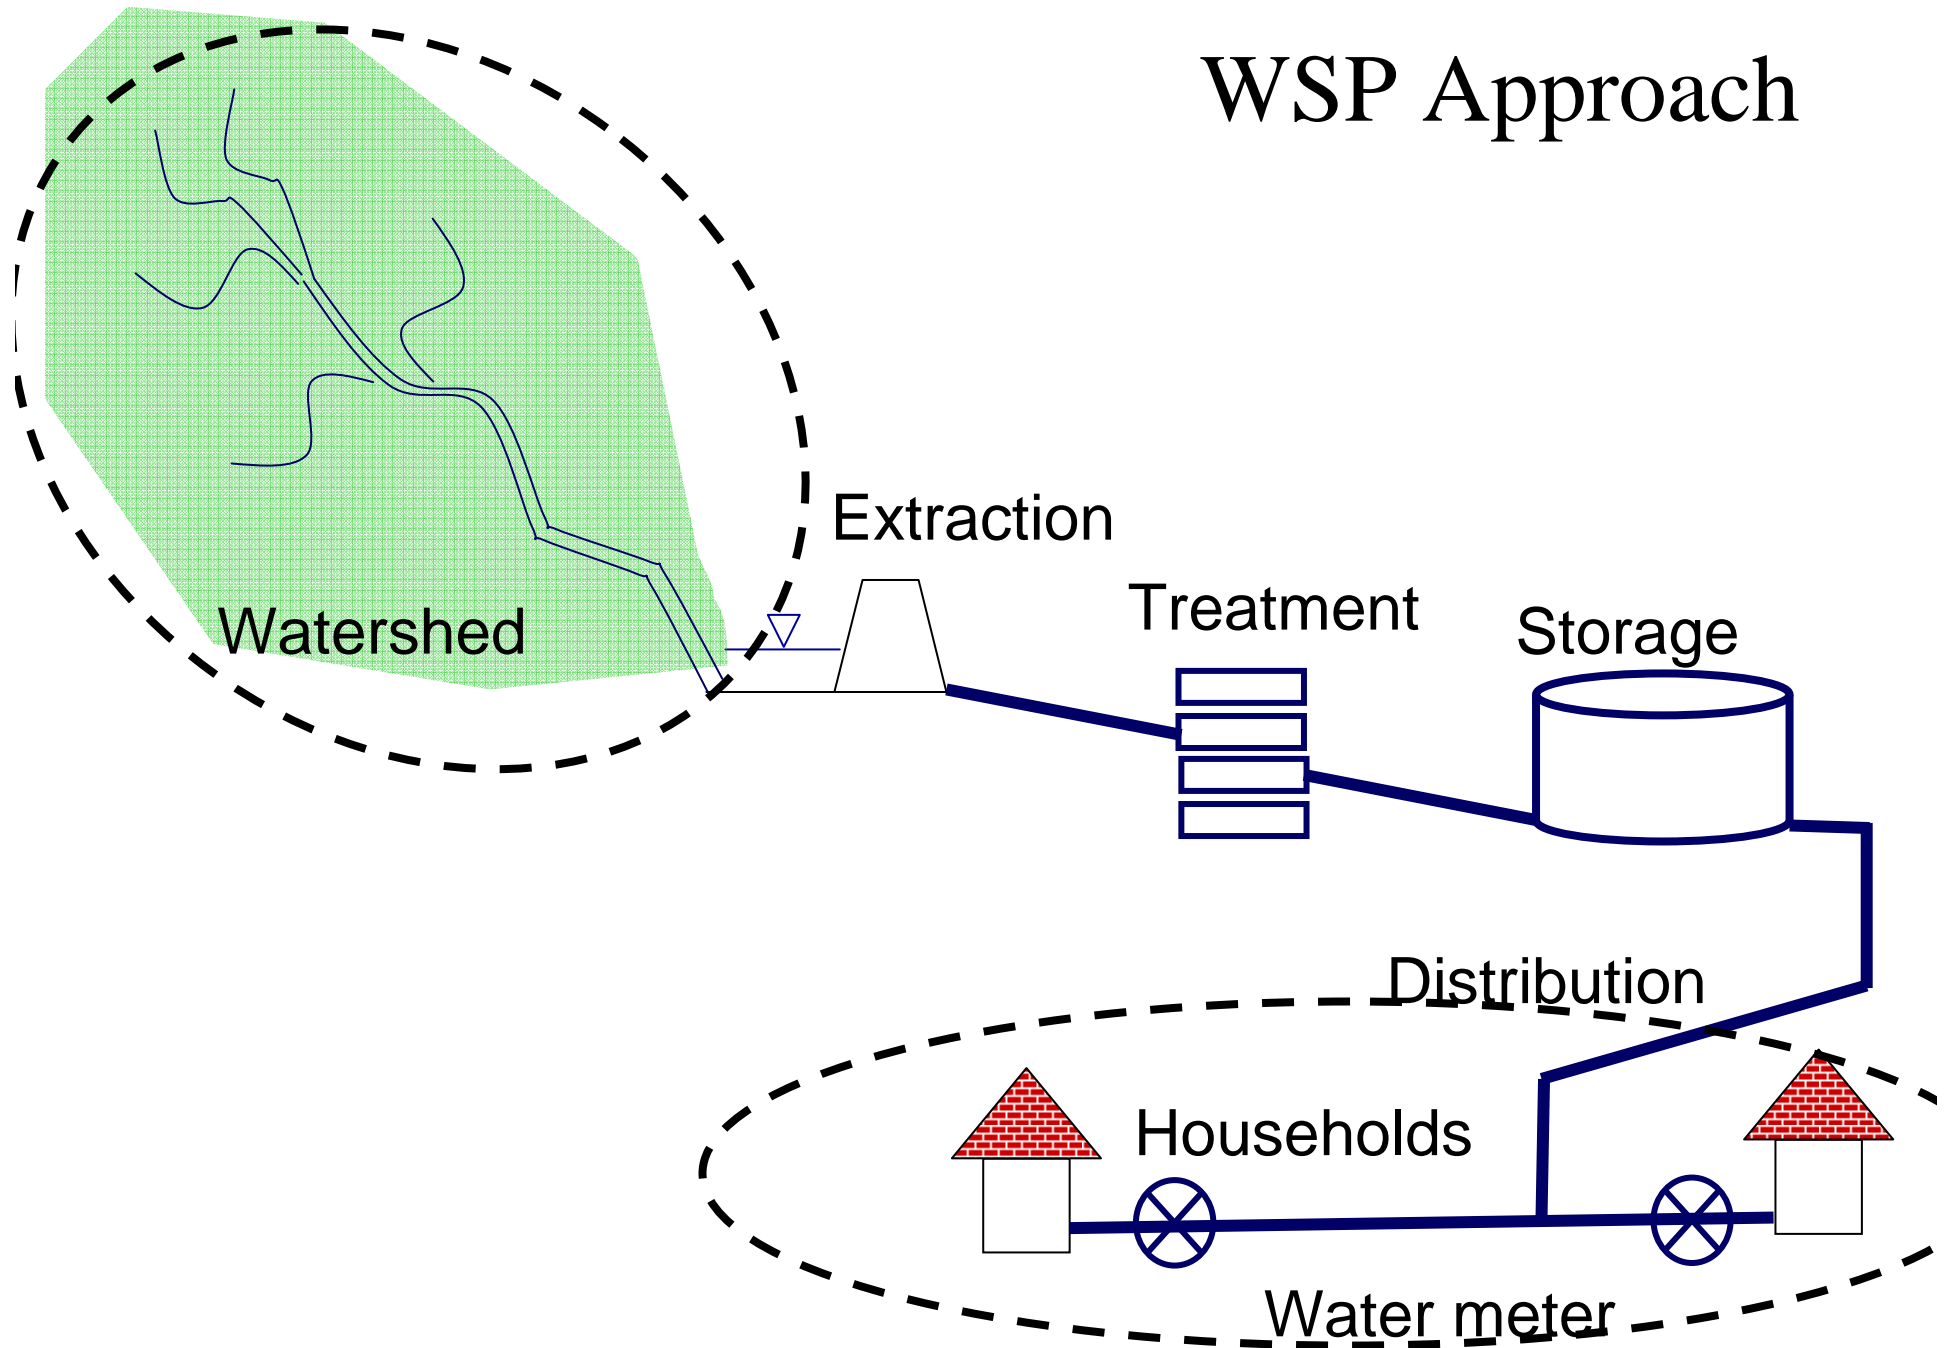 WSP Approach
Extraction
Treatment
Storage
Watershed
Distribution
Households
Water meter